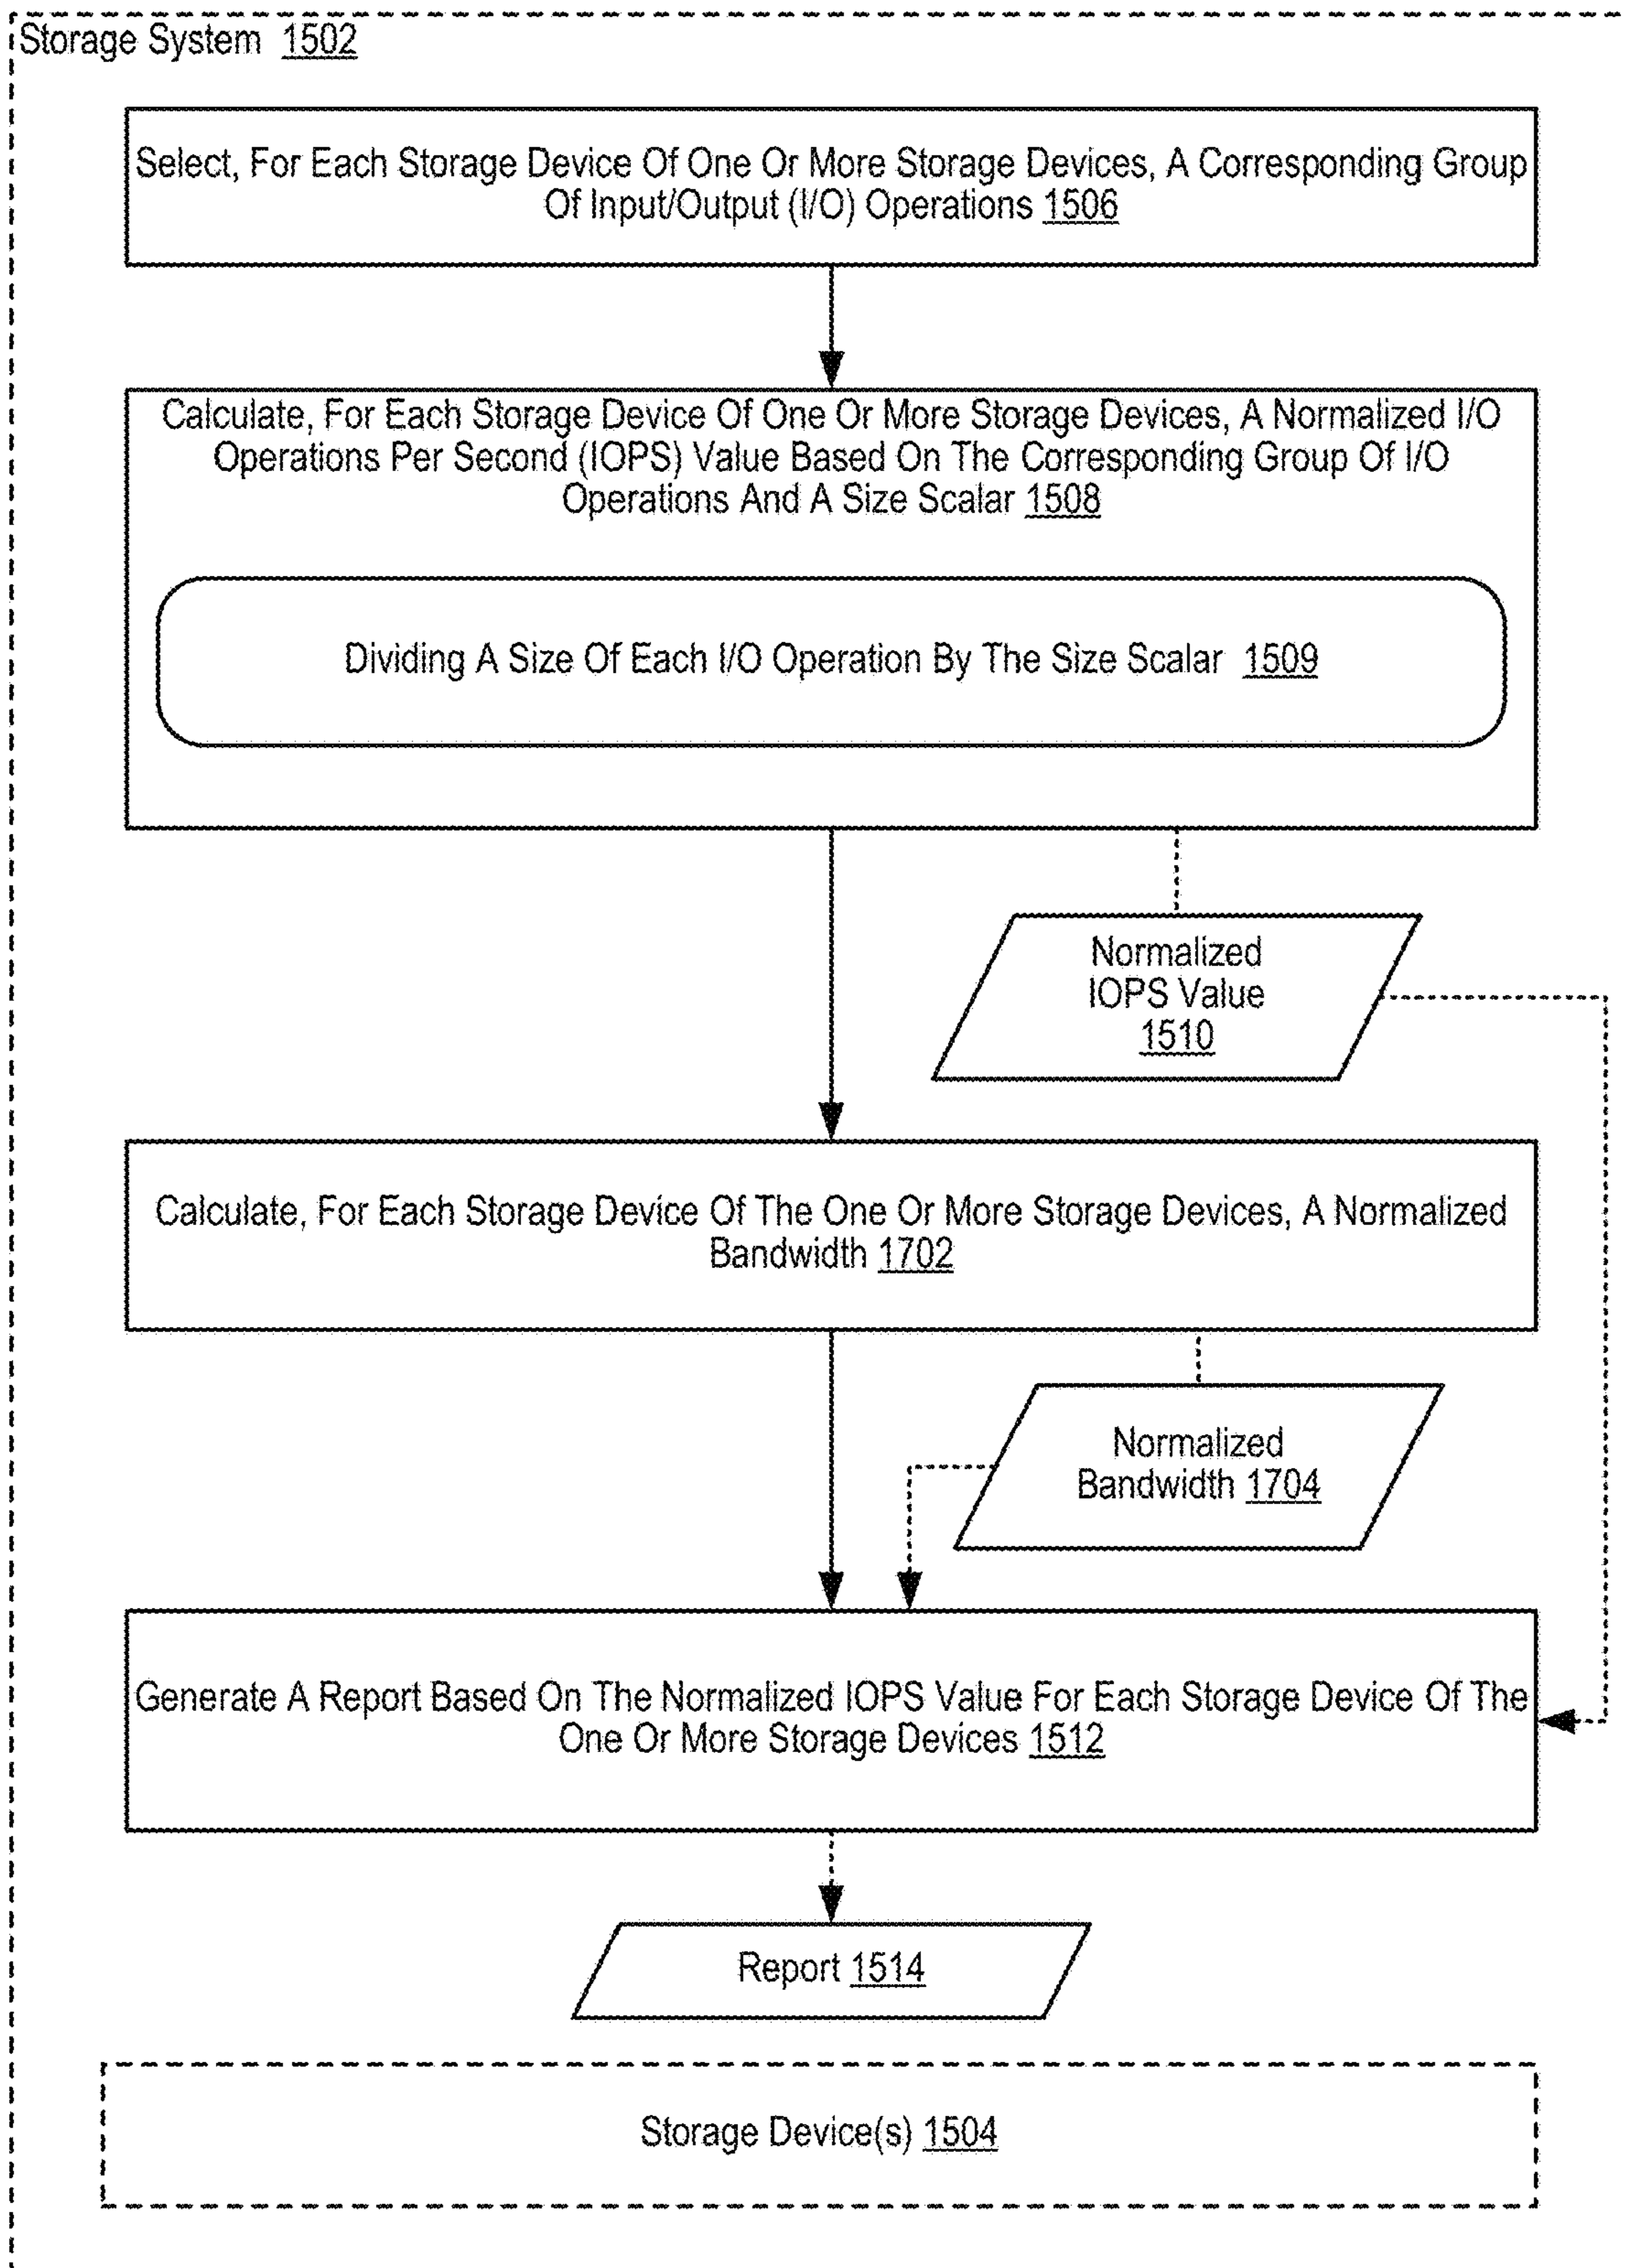 Storage System 1502
Select, For Each Storage Device Of One Or More Storage Devices, A Corresponding Group
Of Input/Output (I/O) Operations 1506
Calculate, For Each Storage Device Of One Or More Storage Devices, A Normalized I/O
Operations Per Second (IOPS) Value Based On The Corresponding Group Of I/O
Operations And A Size Scalar 1508
Dividing A Size Of Each I/O Operation By The Size Scalar 1509
Normalized
IOPS Value
1510
Calculate, For Each Storage Device Of The One Or More Storage Devices, A Normalized
Bandwidth 1702
Normalized
Bandwidth 1704
Generate A Report Based On The Normalized IOPS Value For Each Storage Device Of The
One Or More Storage Devices 1512
Report 1514
Storage Device(s) 1504